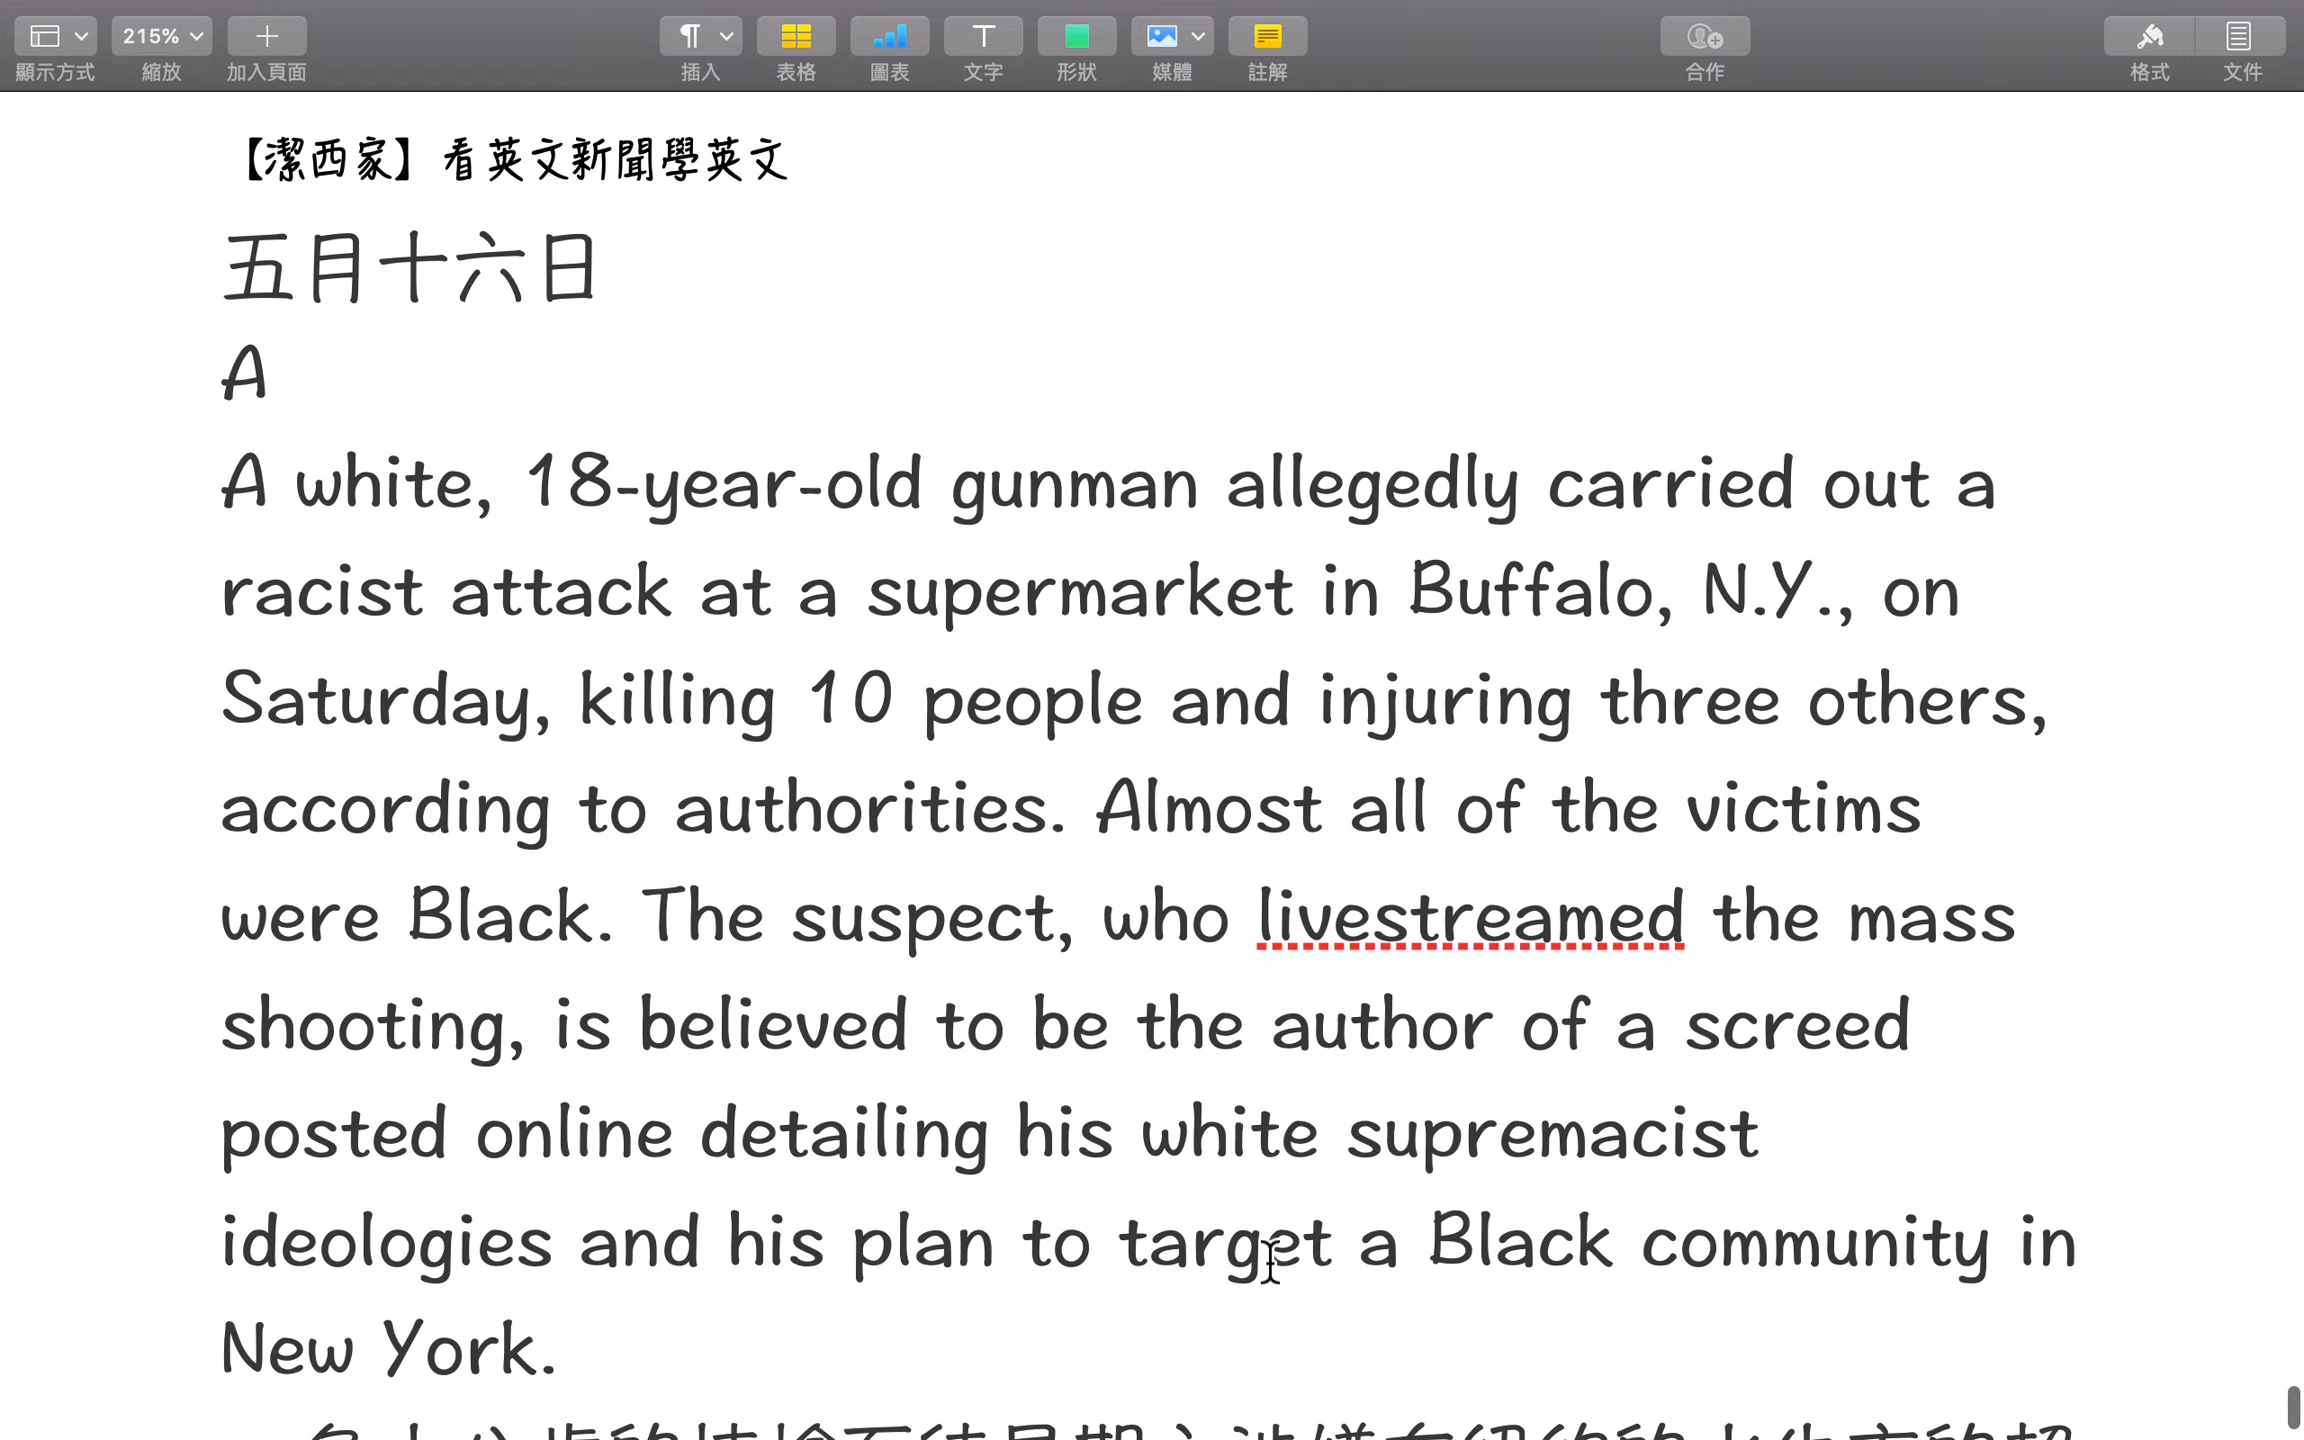 215%
顯示方式 縮放 加入頁面 插入 表格 圖表 文字 形狀 媒體 註解 合作 格式 文件
【潔西家】看英文新聞學英文
五月十六日
A
A white, 18-year-old gunman allegedly carried out a
racist attack at a supermarket in Buffalo, N.Y., on
Saturday, killing 10 people and injuring three others,
according to authorities. Almost all of the victims
were Black. The suspect, who livestreamed the mass
shooting, is believed to be the author of a screed
posted online detailing his white supremacist
ideologies and his plan to target a Black community in
New York.